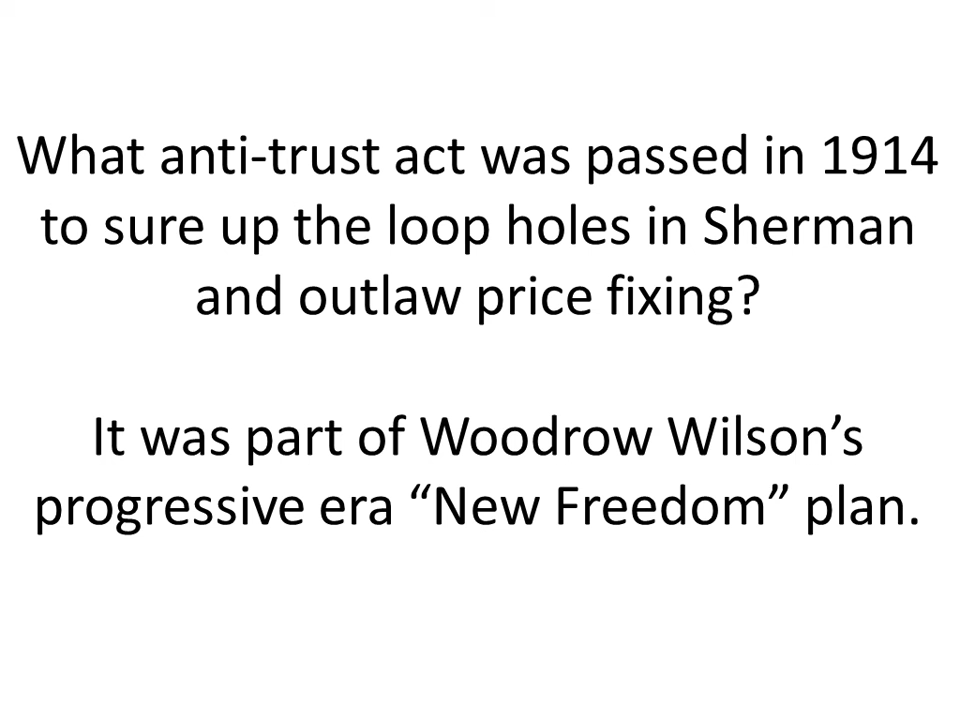 What anti-trust act was passed in 1914
to sure up the loop holes in Sherman
and outlaw price fixing?
It was part of Woodrow Wilson’s
progressive era “New Freedom” plan.